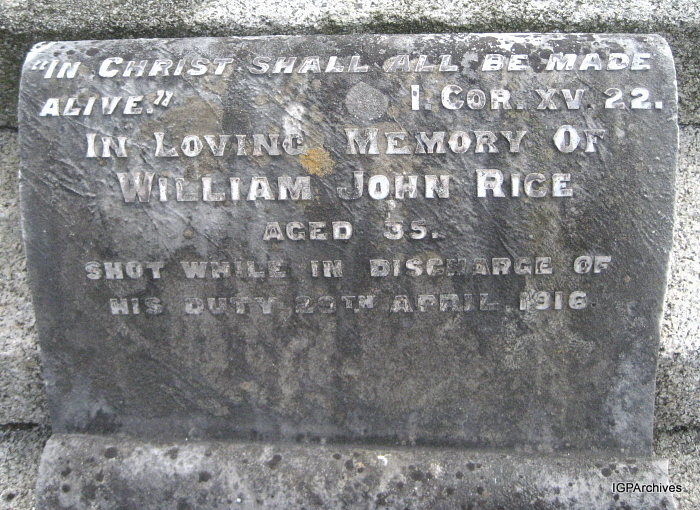 "IN CHRIST SHALL ALL BE MADE
ALIVE." I. COR. XV. 22.
IN LOVING MEMORY OF
WILLIAM JOHN RICE
AGED 35.
SHOT WHILE IN DISCHARGE OF
HIS DUTY 29TH APRIL, 1916
IGPArchives